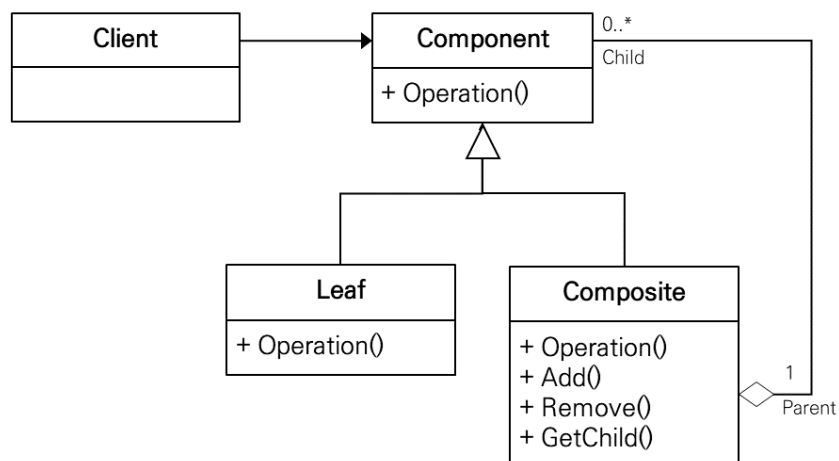 Client
Component
+ Operation()
0..*
Child
Leaf
+ Operation()
Composite
+ Operation()
+ Add()
+ Remove()
+ GetChild()
1
Parent